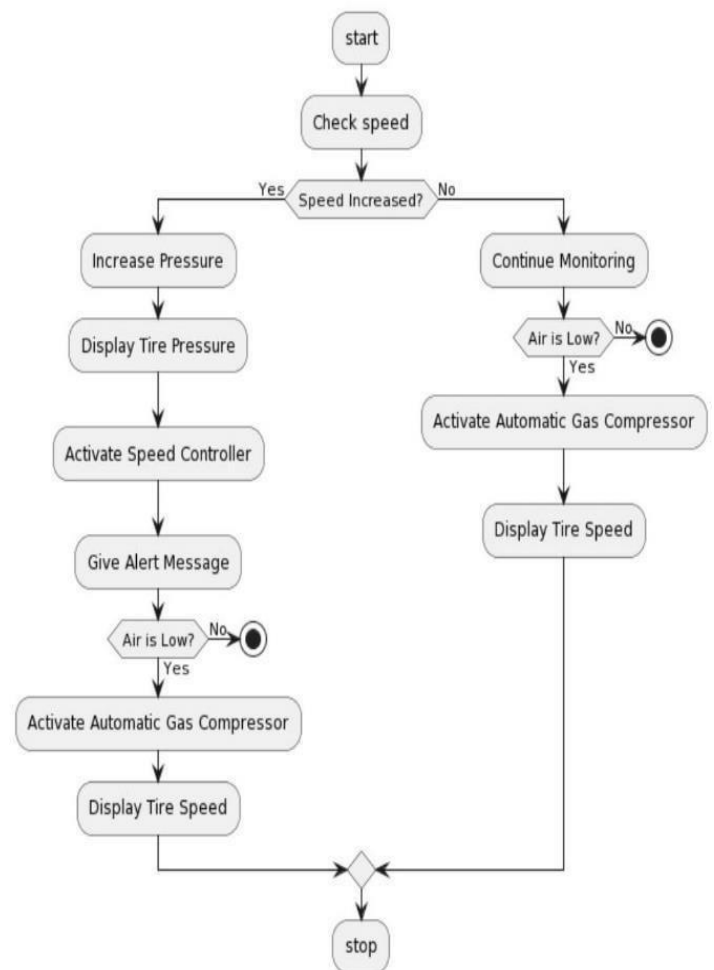 start
Check speed
Speed Increased?
Yes
No
Increase Pressure
Display Tire Pressure
Activate Speed Controller
Give Alert Message
Air is Low?
No
Yes
Activate Automatic Gas Compressor
Display Tire Speed
Continue Monitoring
Air is Low?
No
Yes
Activate Automatic Gas Compressor
Display Tire Speed
stop